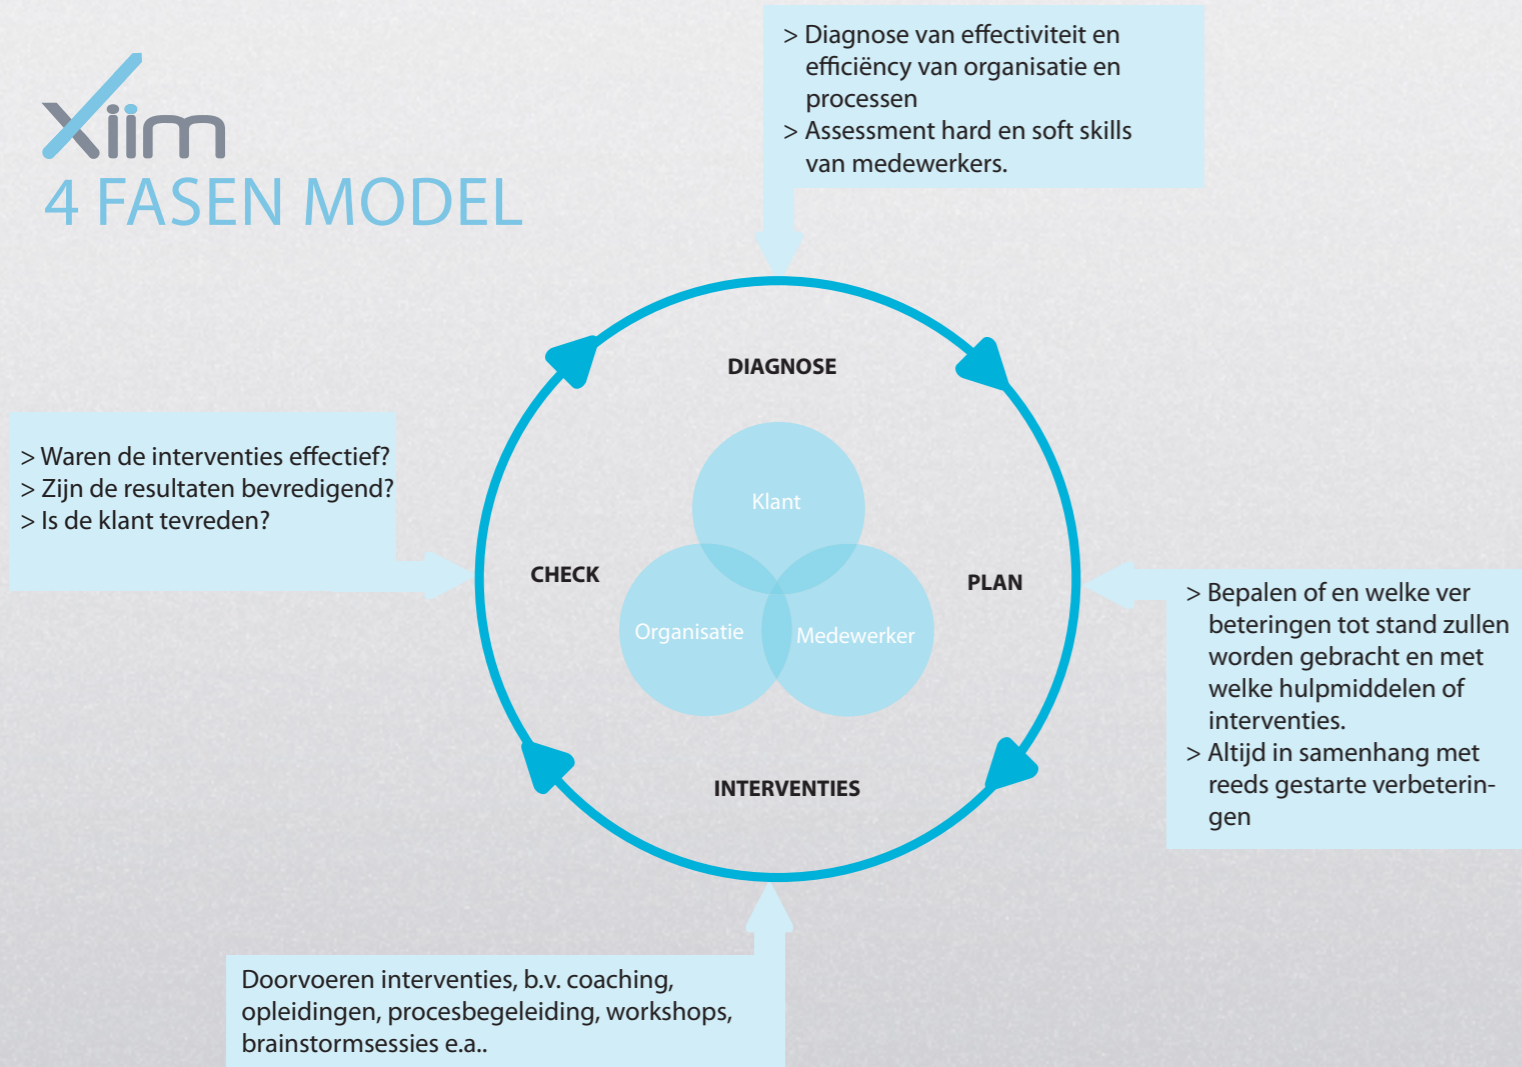 Xiim
4 FASEN MODEL
> Diagnose van effectiviteit en
efficiëncy van organisatie en
processen
> Assessment hard en soft skills
van medewerkers.
DIAGNOSE
> Waren de interventies effectief?
> Zijn de resultaten bevredigend?
> Is de klant tevreden?
Klant
CHECK
PLAN
Organisatie
Medewerker
> Bepalen of en welke ver
beteringen tot stand zullen
worden gebracht en met
welke hulpmiddelen of
interventies.
> Altijd in samenhang met
reeds gestarte verbeterin-
gen
INTERVENTIES
Doorvoeren interventies, b.v. coaching,
opleidingen, procesbegeleiding, workshops,
brainstormsessies e.a..